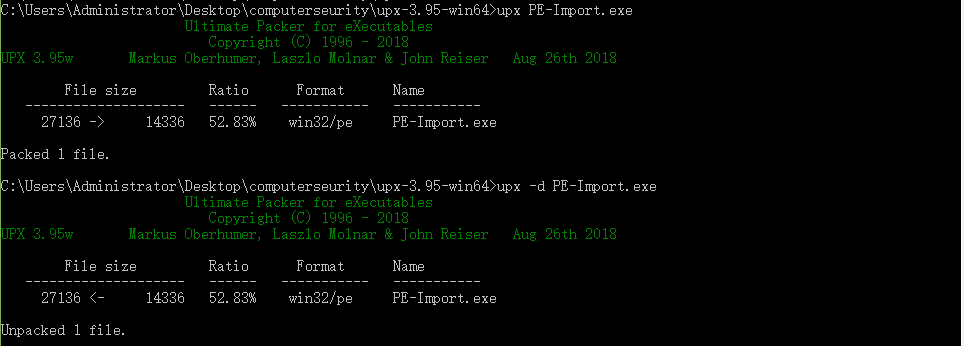 C:\Users\Administrator\Desktop\computerseurity\upx-3.95-win64>upx PE-Import.exe
Ultimate Packer for eXecutables
Copyright (C) 1996 - 2018
UPX 3.95w Markus Oberhumer, Laszlo Molnar & John Reiser Aug 26th 2018
File size Ratio Format Name
-------------------- ------ ----------- -----------
27136 -> 14336 52.83% win32/pe PE-Import.exe
Packed 1 file.
C:\Users\Administrator\Desktop\computerseurity\upx-3.95-win64>upx -d PE-Import.exe
Ultimate Packer for eXecutables
Copyright (C) 1996 - 2018
UPX 3.95w Markus Oberhumer, Laszlo Molnar & John Reiser Aug 26th 2018
File size Ratio Format Name
-------------------- ------ ----------- -----------
27136 <- 14336 52.83% win32/pe PE-Import.exe
Unpacked 1 file.